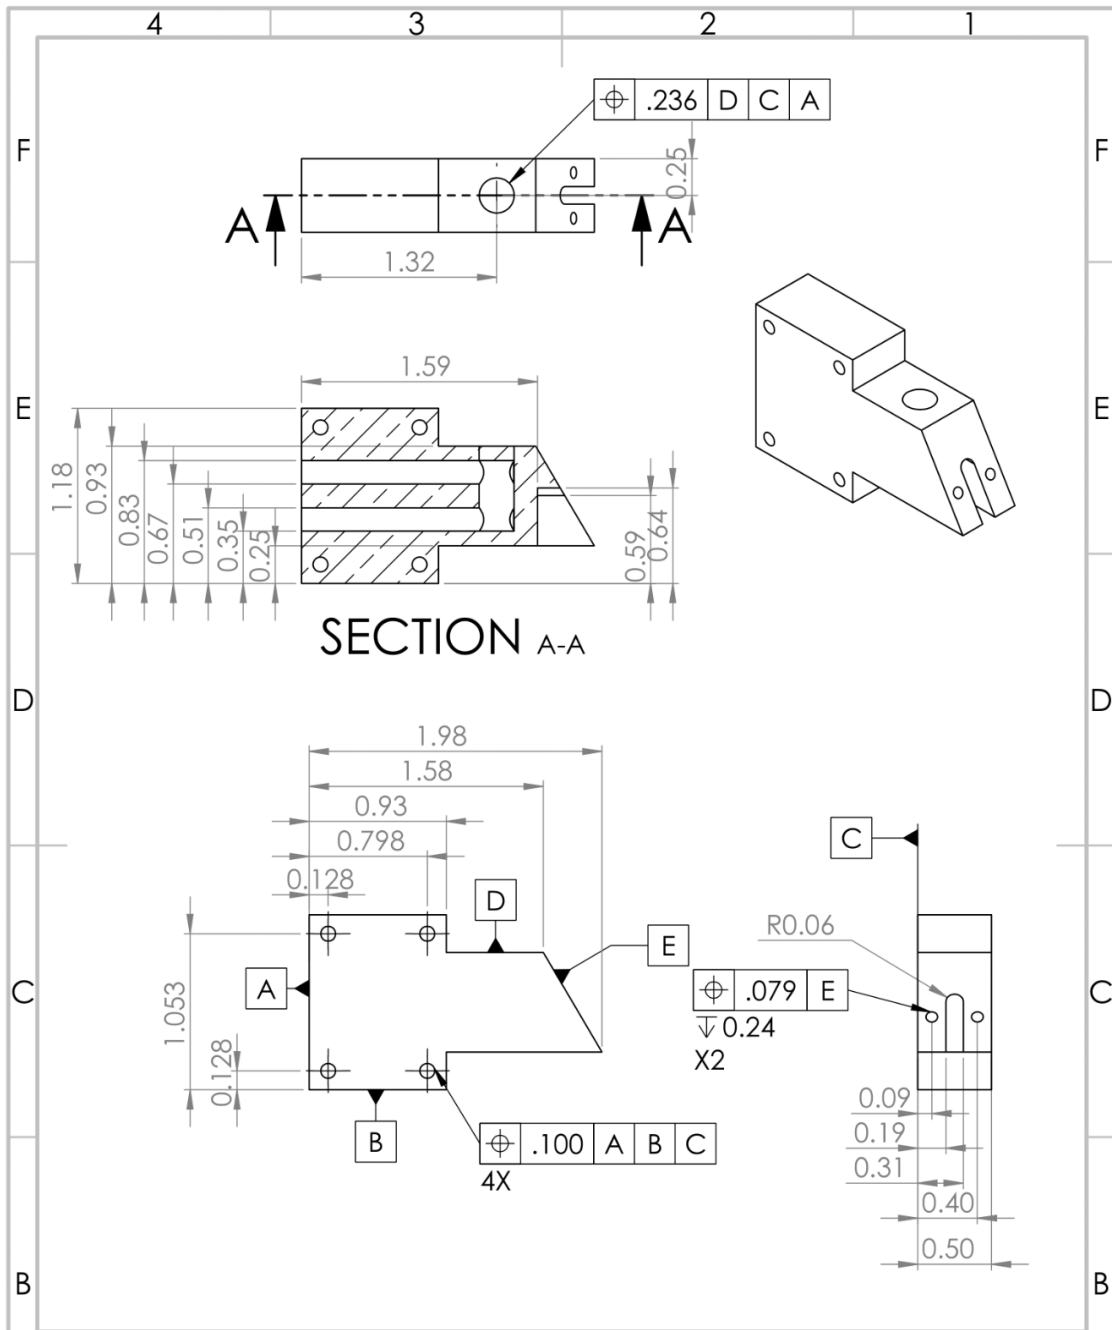 4 3 2 1
F F
⌖ .236 D C A
0.25
A A
1.32
E E
1.59
1.18
0.93
0.83
0.67
0.51
0.35
0.25
0.59
0.64
SECTION A-A
D D
1.98
1.58
0.93
0.798
0.128
C
D
R0.06
E
A
⌖ .079 E
C C
1.053
↧ 0.24
X2
0.128
0.09
B
⌖ .100 A B C
0.19
4X
0.31
0.40
0.50
B B